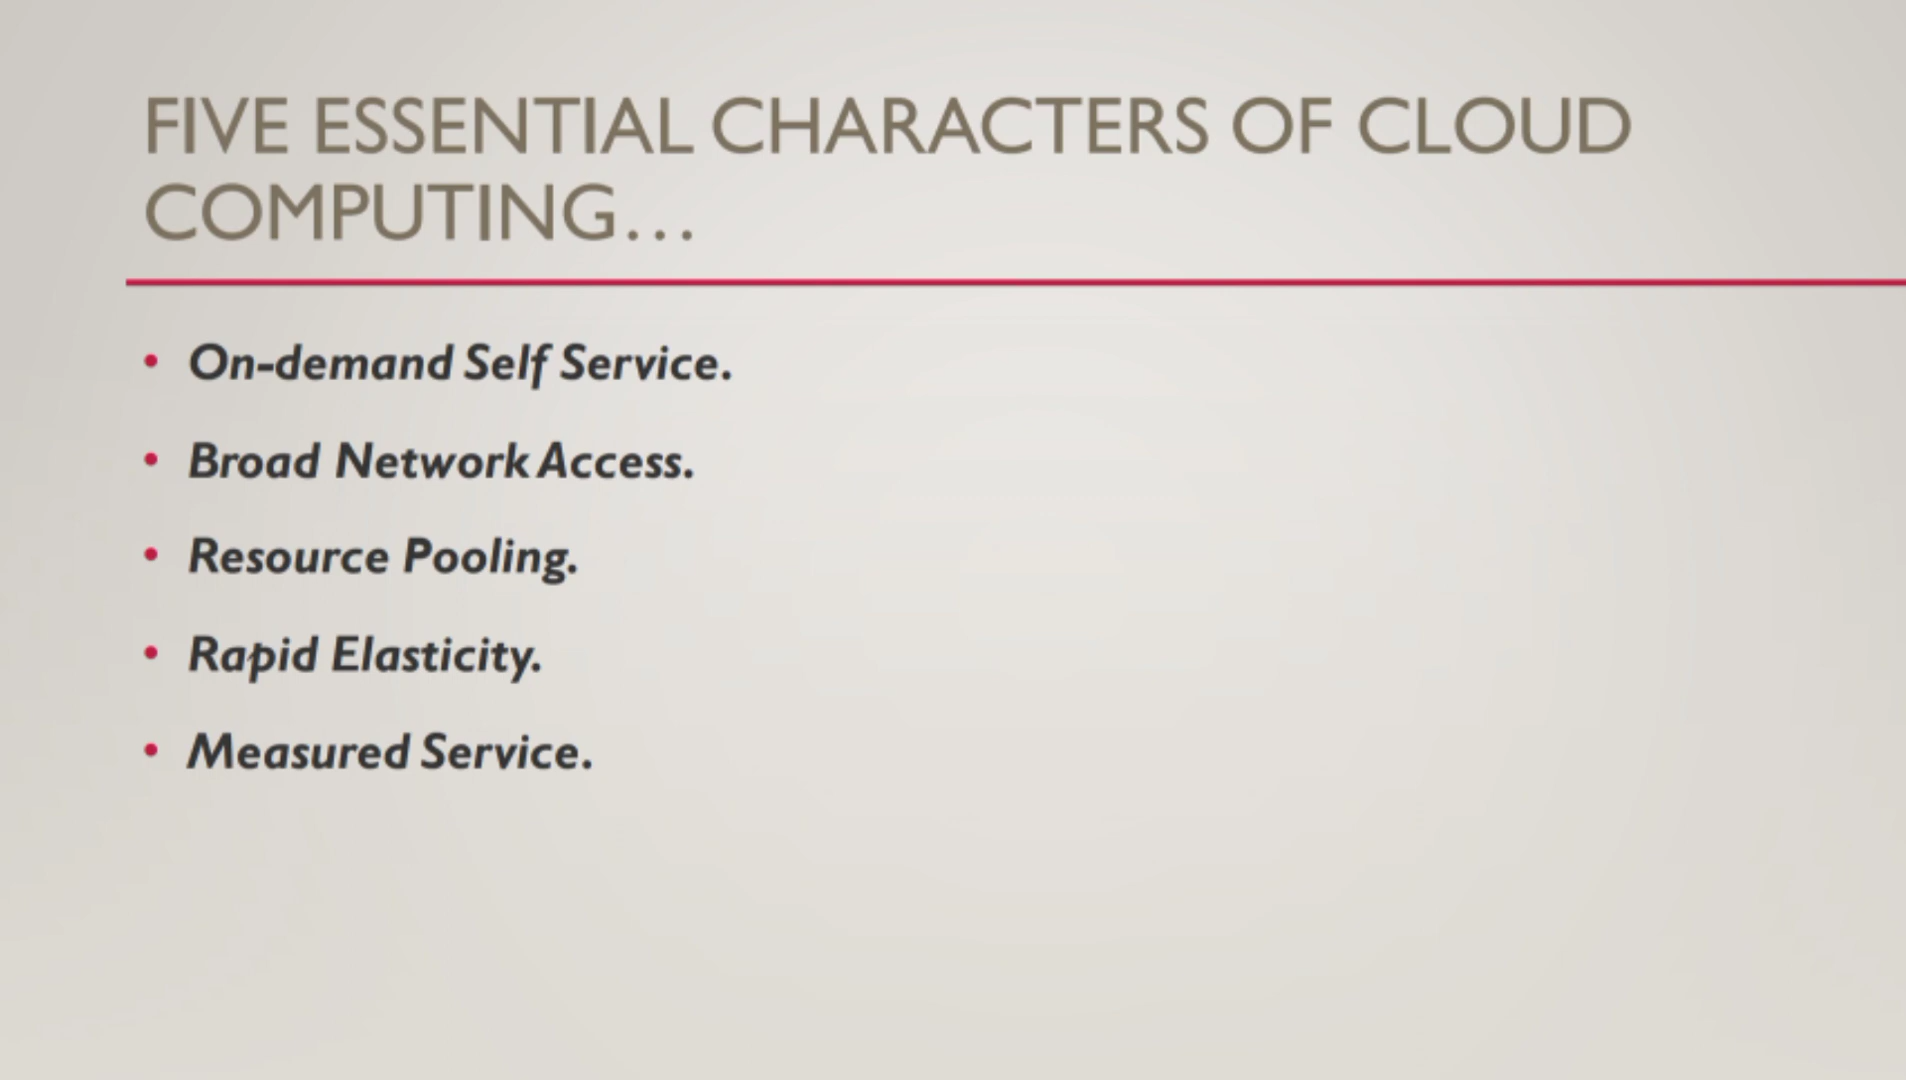 FIVE ESSENTIAL CHARACTERS OF CLOUD
COMPUTING...
• On-demand Self Service.
• Broad Network Access.
• Resource Pooling.
• Rapid Elasticity.
• Measured Service.